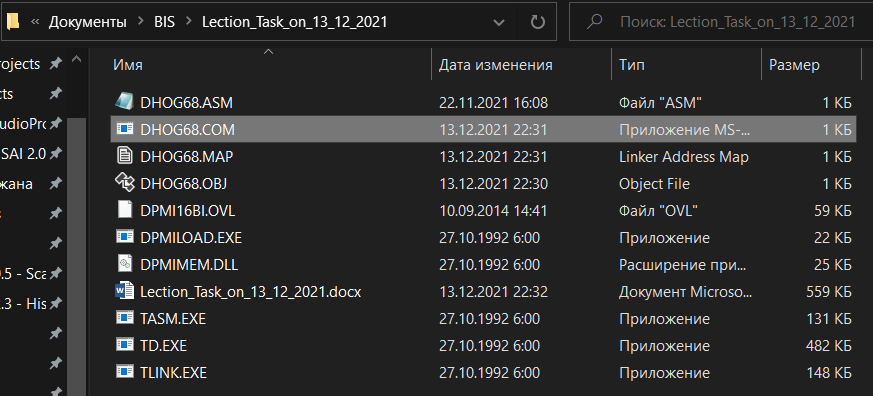 « Документы > BIS > Lection_Task_on_13_12_2021
Поиск: Lection_Task_on_13_12_2021
rojects
cts
udioPro
SAI 2.0
жана
s
0.5 - Sca
2.3 - His
Имя Дата изменения Тип Размер
DHOG68.ASM 22.11.2021 16:08 Файл "ASM" 1 КБ
DHOG68.COM 13.12.2021 22:31 Приложение MS-... 1 КБ
DHOG68.MAP 13.12.2021 22:31 Linker Address Map 1 КБ
DHOG68.OBJ 13.12.2021 22:30 Object File 1 КБ
DPMI16BI.OVL 10.09.2014 14:41 Файл "OVL" 59 КБ
DPMILOAD.EXE 27.10.1992 6:00 Приложение 22 КБ
DPMIMEM.DLL 27.10.1992 6:00 Расширение при... 25 КБ
Lection_Task_on_13_12_2021.docx 13.12.2021 22:32 Документ Microso... 559 КБ
TASM.EXE 27.10.1992 6:00 Приложение 131 КБ
TD.EXE 27.10.1992 6:00 Приложение 482 КБ
TLINK.EXE 27.10.1992 6:00 Приложение 148 КБ